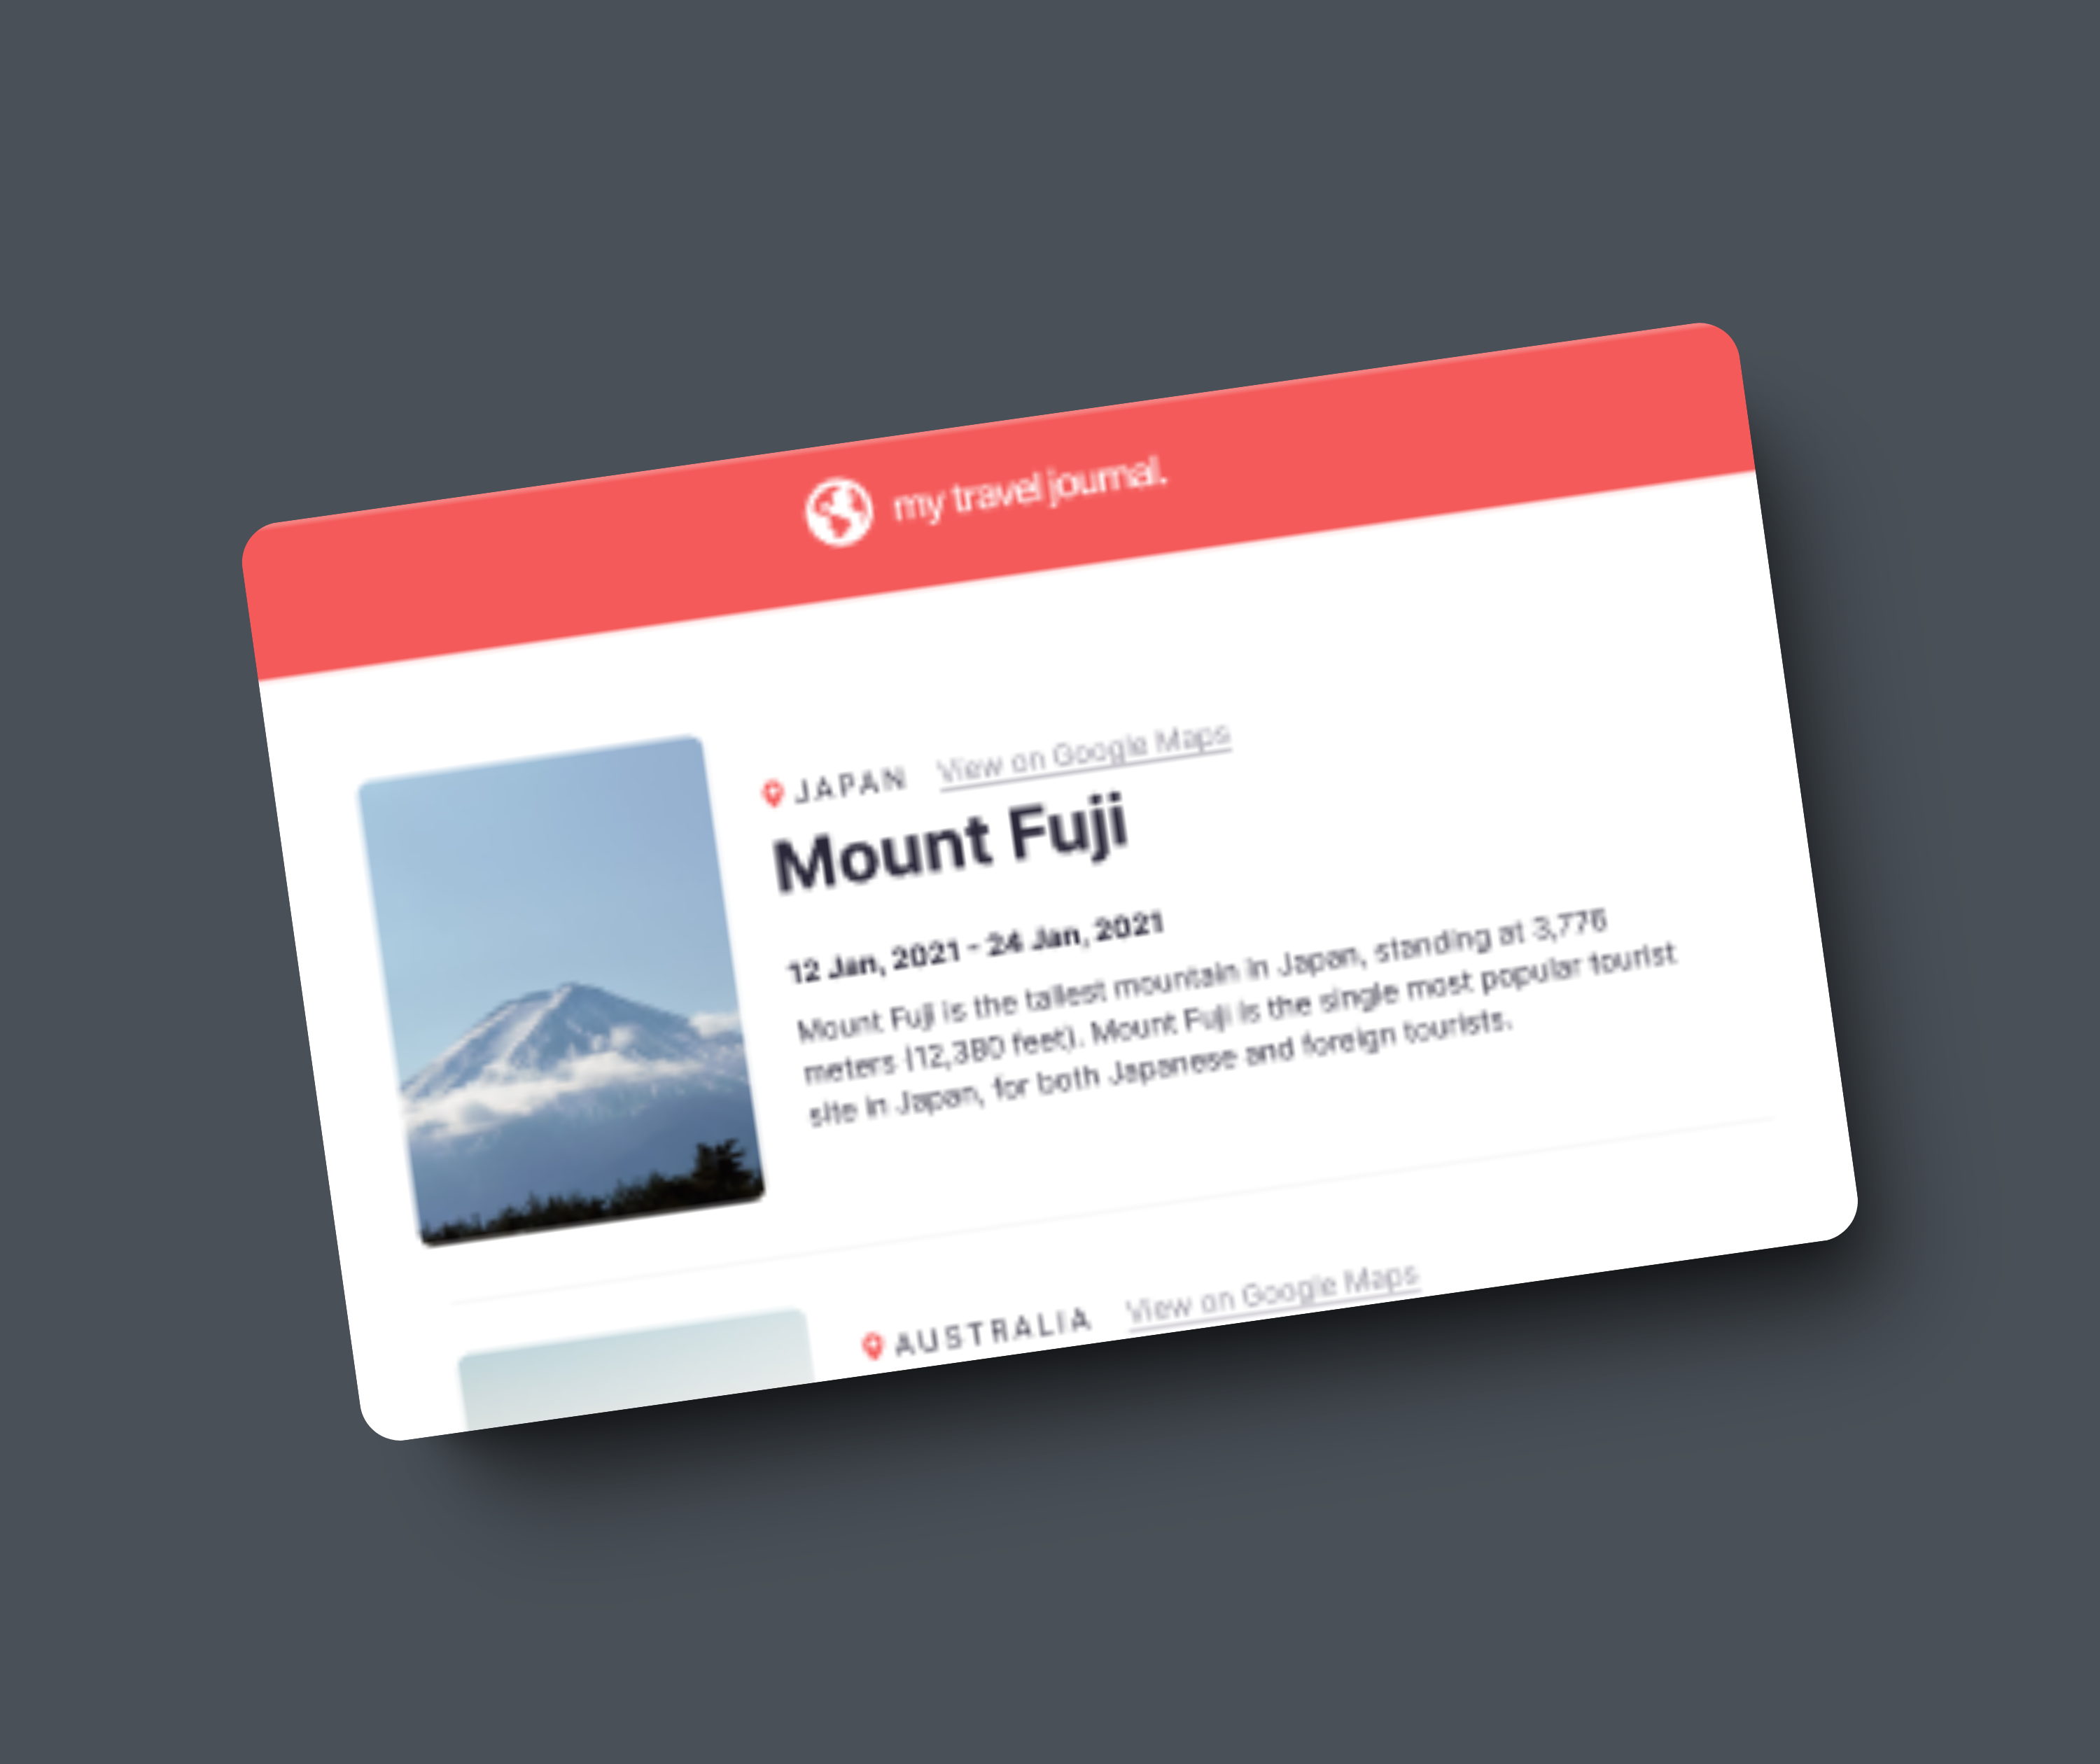 my travel journal.
JAPAN View on Google Maps
Mount Fuji
12 Jan, 2021 - 24 Jan, 2021
Mount Fuji is the tallest mountain in Japan, standing at 3,776
meters (12,380 feet). Mount Fuji is the single most popular tourist
site in Japan, for both Japanese and foreign tourists.
AUSTRALIA View on Google Maps